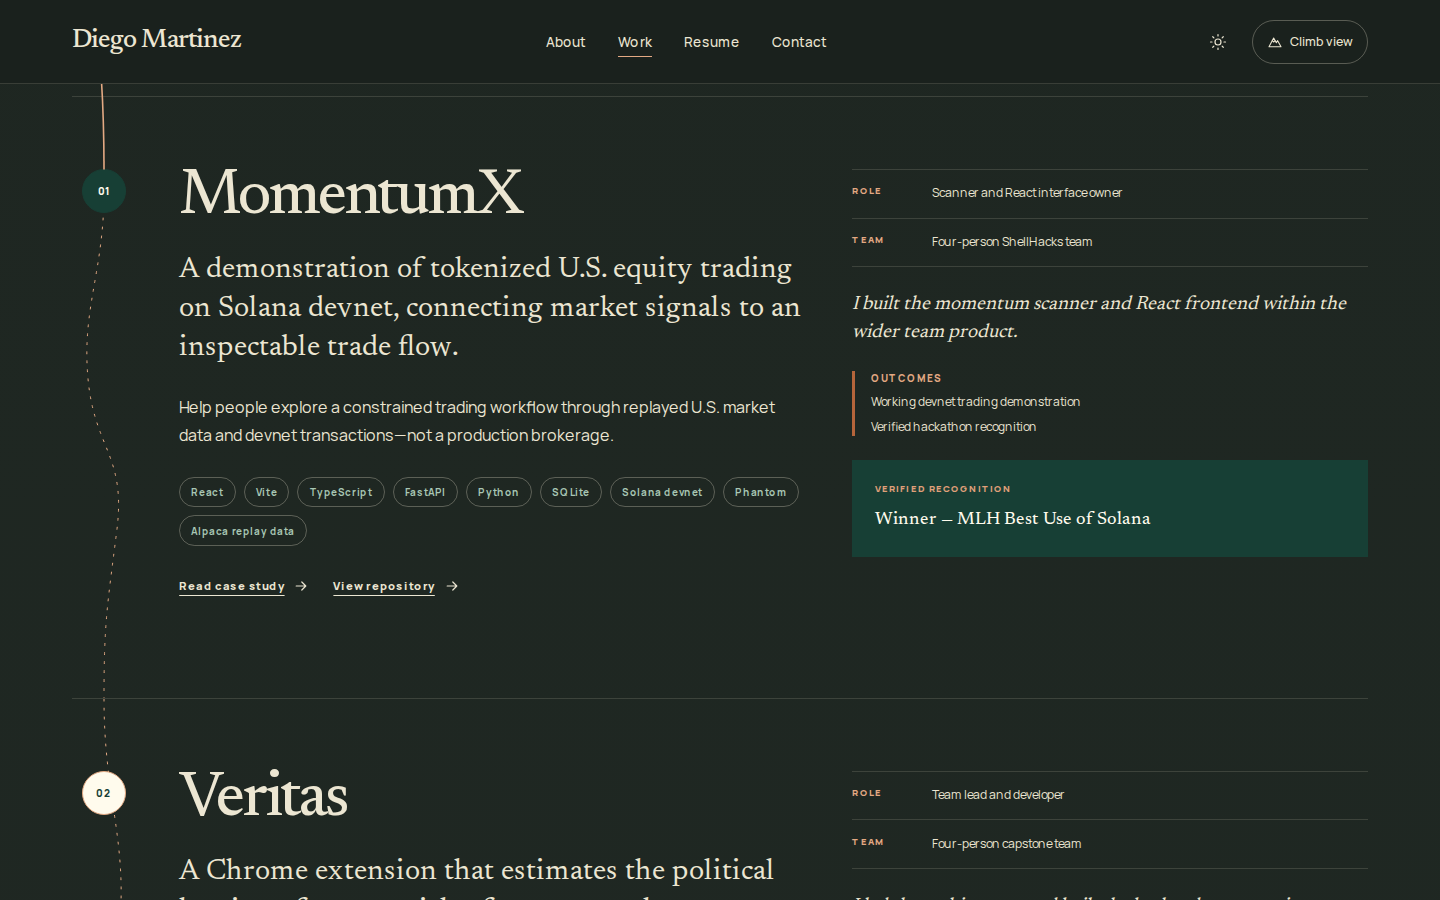 Diego Martinez
About
Work
Resume
Contact
Climb view
01
MomentumX
A demonstration of tokenized U.S. equity trading
on Solana devnet, connecting market signals to an
inspectable trade flow.
Help people explore a constrained trading workflow through replayed U.S. market
data and devnet transactions—not a production brokerage.
React
Vite
TypeScript
FastAPI
Python
SQLite
Solana devnet
Phantom
Alpaca replay data
Read case study
View repository
ROLE
Scanner and React interface owner
TEAM
Four-person ShellHacks team
I built the momentum scanner and React frontend within the
wider team product.
OUTCOMES
Working devnet trading demonstration
Verified hackathon recognition
VERIFIED RECOGNITION
Winner — MLH Best Use of Solana
02
Veritas
A Chrome extension that estimates the political
ROLE
Team lead and developer
TEAM
Four-person capstone team